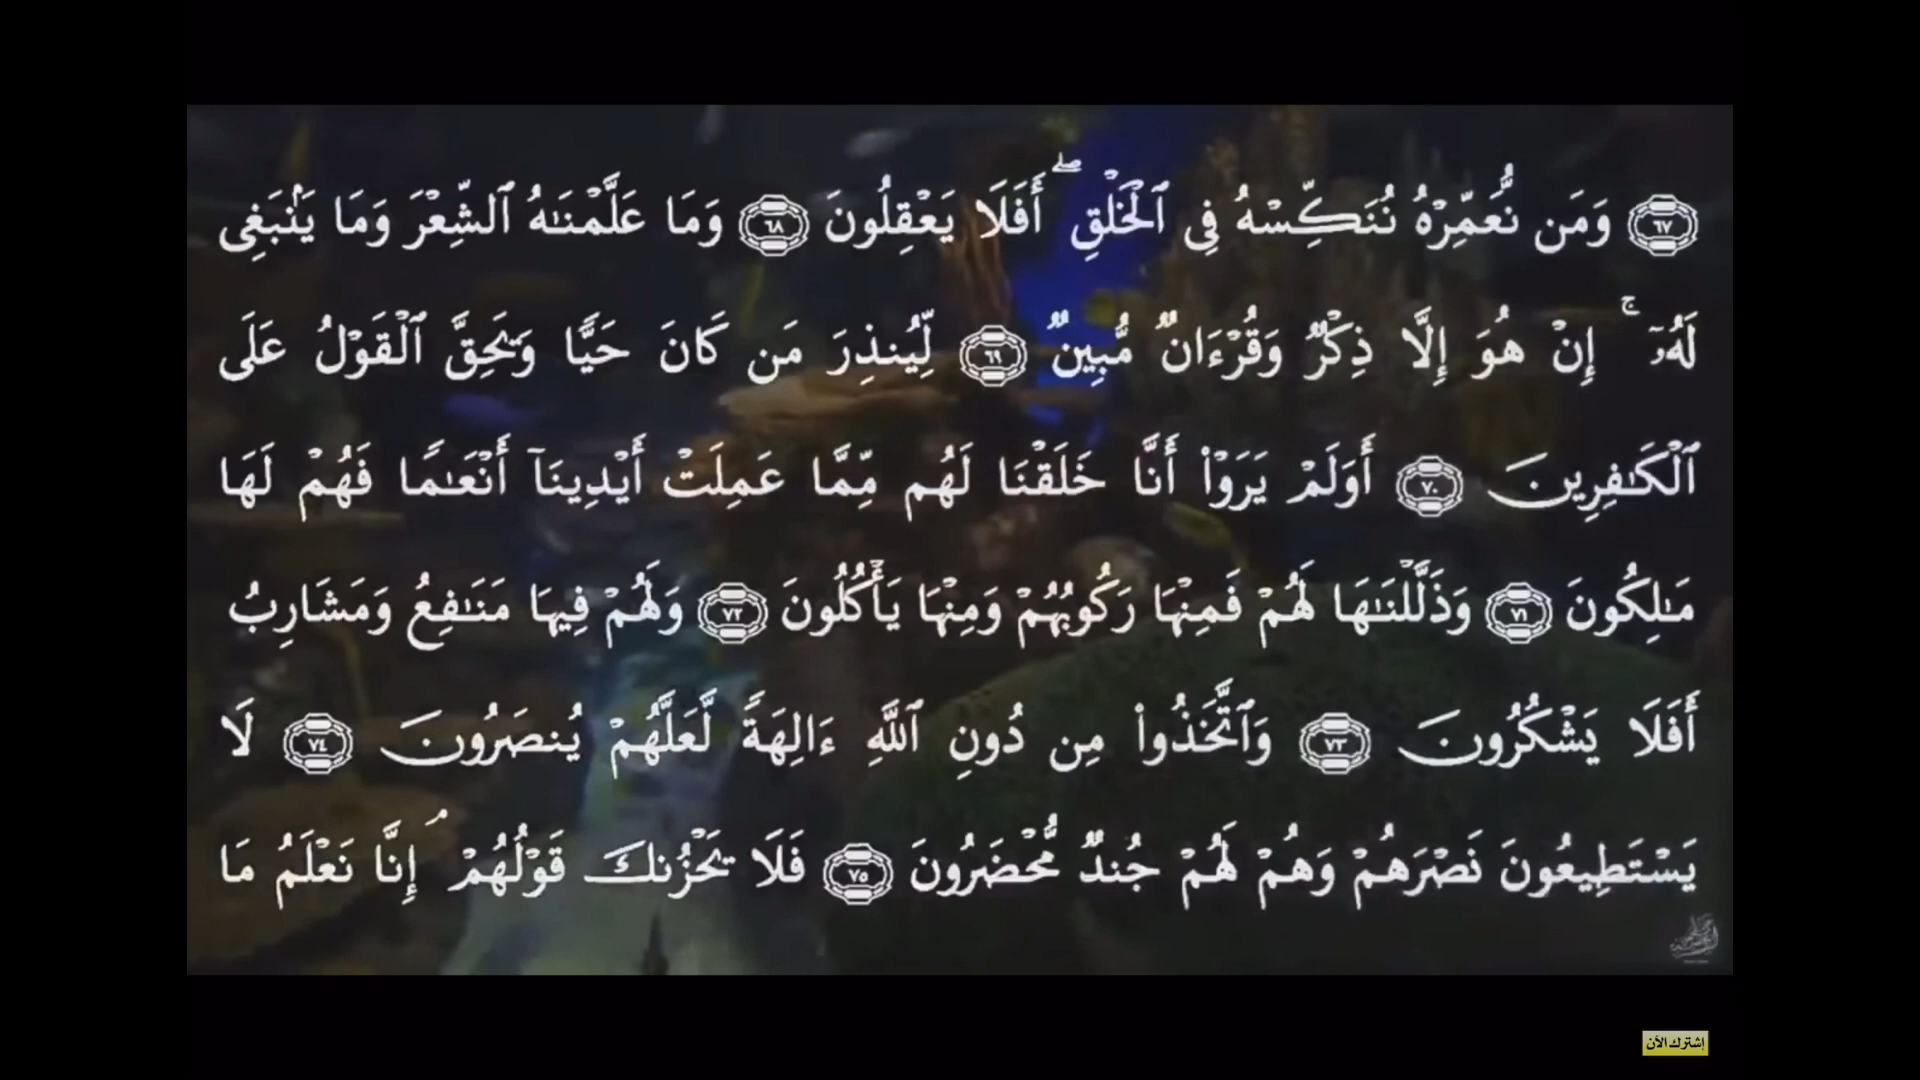 ﴿٦٧﴾ وَمَن نُّعَمِّرْهُ نُنَكِّسْهُ فِى ٱلْخَلْقِ ۖ أَفَلَا يَعْقِلُونَ ﴿٦٨﴾ وَمَا عَلَّمْنَـٰهُ ٱلشِّعْرَ وَمَا يَنۢبَغِى
لَهُۥٓ ۚ إِنْ هُوَ إِلَّا ذِكْرٌ وَقُرْءَانٌ مُّبِينٌ ﴿٦٩﴾ لِّيُنذِرَ مَن كَانَ حَيًّا وَيَحِقَّ ٱلْقَوْلُ عَلَى
ٱلْكَـٰفِرِينَ ﴿٧٠﴾ أَوَلَمْ يَرَوْا۟ أَنَّا خَلَقْنَا لَهُم مِّمَّا عَمِلَتْ أَيْدِينَآ أَنْعَـٰمًا فَهُمْ لَهَا
مَـٰلِكُونَ ﴿٧١﴾ وَذَلَّلْنَـٰهَا لَهُمْ فَمِنْهَا رَكُوبُهُمْ وَمِنْهَا يَأْكُلُونَ ﴿٧٢﴾ وَلَهُمْ فِيهَا مَنَـٰفِعُ وَمَشَارِبُ
أَفَلَا يَشْكُرُونَ ﴿٧٣﴾ وَٱتَّخَذُوا۟ مِن دُونِ ٱللَّهِ ءَالِهَةً لَّعَلَّهُمْ يُنصَرُونَ ﴿٧٤﴾ لَا
يَسْتَطِيعُونَ نَصْرَهُمْ وَهُمْ لَهُمْ جُندٌ مُّحْضَرُونَ ﴿٧٥﴾ فَلَا يَحْزُنكَ قَوْلُهُمْ ۘ إِنَّا نَعْلَمُ مَا
إشترك الآن